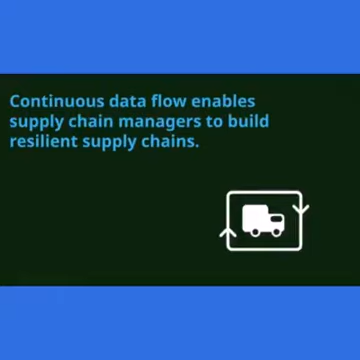 Continuous data flow enables
supply chain managers to build
resilient supply chains.